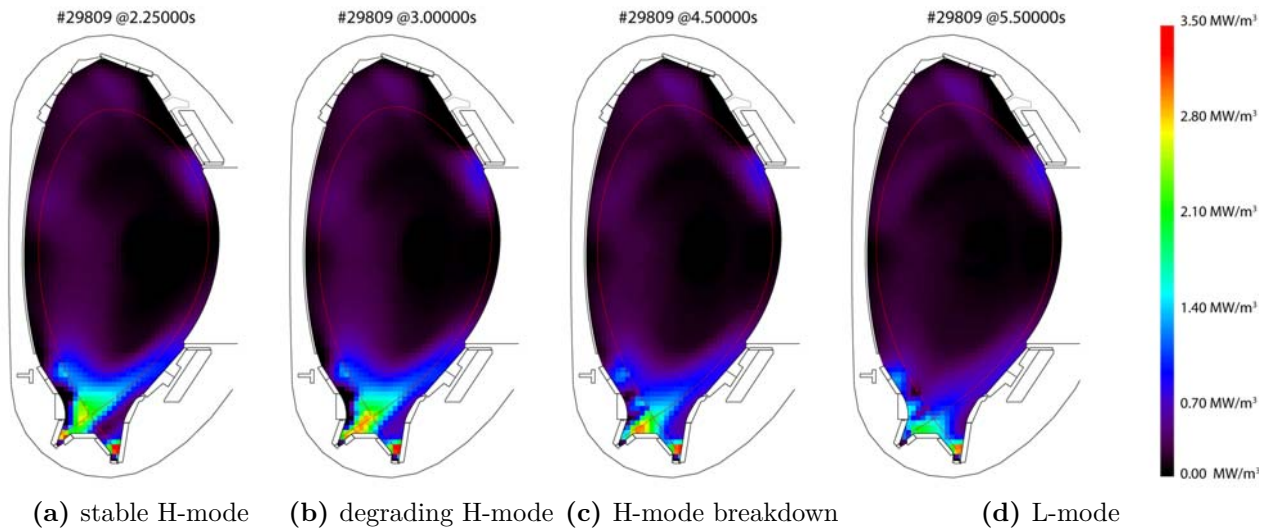 #29809 @2.25000s
#29809 @3.00000s
#29809 @4.50000s
#29809 @5.50000s
3.50 MW/m³
2.80 MW/m³
2.10 MW/m³
1.40 MW/m³
0.70 MW/m³
0.00 MW/m³
(a) stable H-mode
(b) degrading H-mode
(c) H-mode breakdown
(d) L-mode